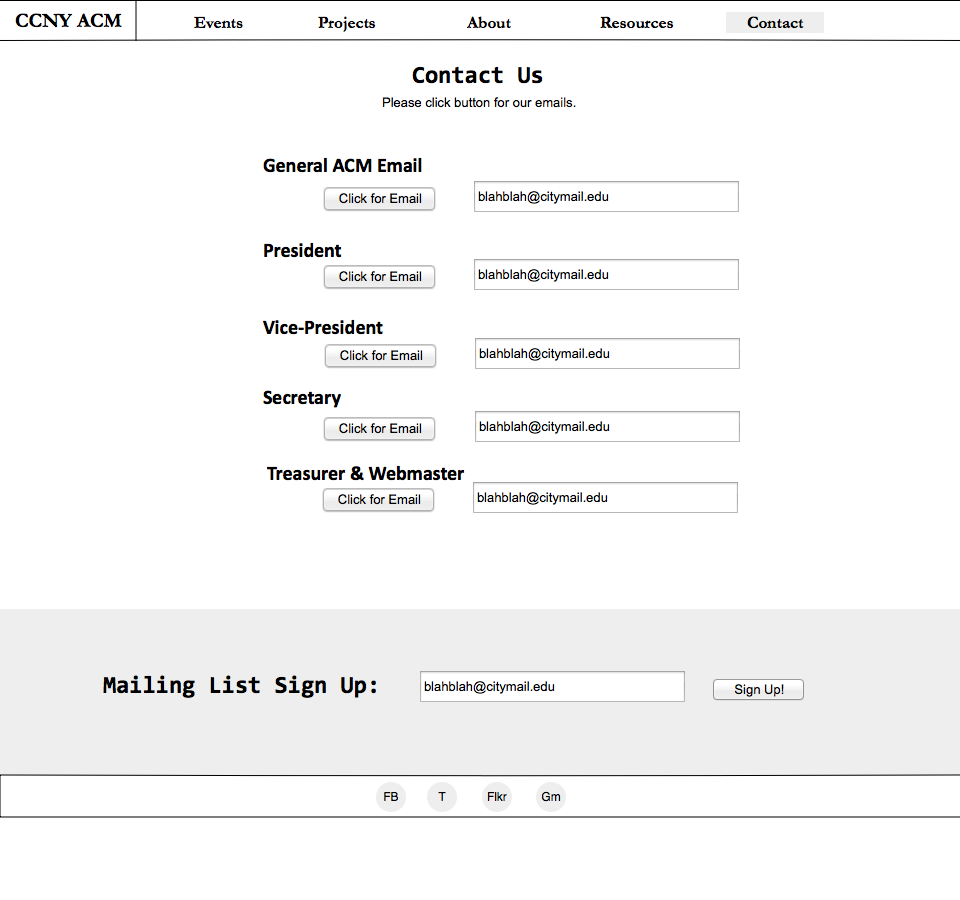 CCNY ACM Events Projects About Resources Contact
Contact Us
Please click button for our emails.
General ACM Email
Click for Email blahblah@citymail.edu
President
Click for Email blahblah@citymail.edu
Vice-President
Click for Email blahblah@citymail.edu
Secretary
Click for Email blahblah@citymail.edu
Treasurer & Webmaster
Click for Email blahblah@citymail.edu
Mailing List Sign Up: blahblah@citymail.edu Sign Up!
FB T Flkr Gm